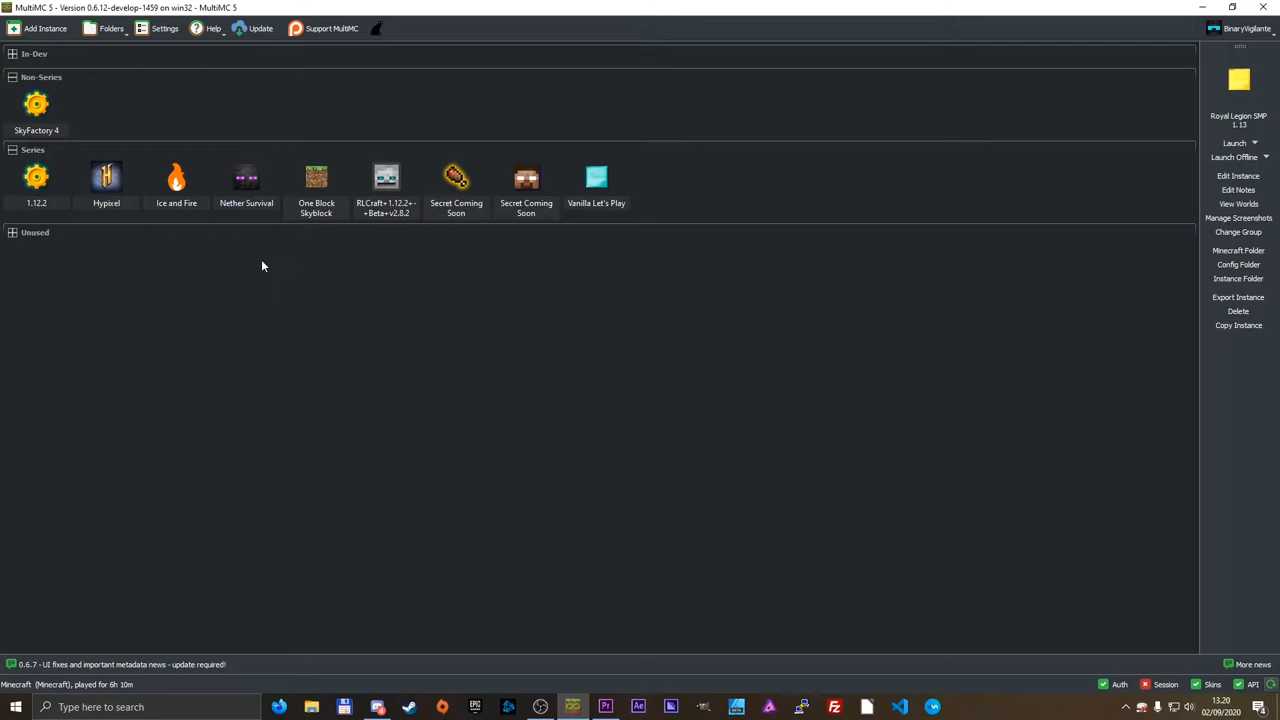 MultiMC 5 - Version 0.6.12-develop-1459 on win32 - MultiMC 5
Add Instance Folders Settings Help Update Support MultiMC BinaryVigilante
In-Dev
Non-Series
SkyFactory 4
Series
1.12.2
Hypixel
Ice and Fire
Nether Survival
One Block
Skyblock
RLCraft+1.12.2+-
+Beta+v2.8.2
Secret Coming
Soon
Secret Coming
Soon
Vanilla Let's Play
Unused
Royal Legion SMP
1.13
Launch
Launch Offline
Edit Instance
Edit Notes
View Worlds
Manage Screenshots
Change Group
Minecraft Folder
Config Folder
Instance Folder
Export Instance
Delete
Copy Instance
0.6.7 - UI fixes and important metadata news - update required!
More news
Minecraft (Minecraft), played for 6h 10m
Auth Session Skins API
Type here to search
13.20
02/09/2020